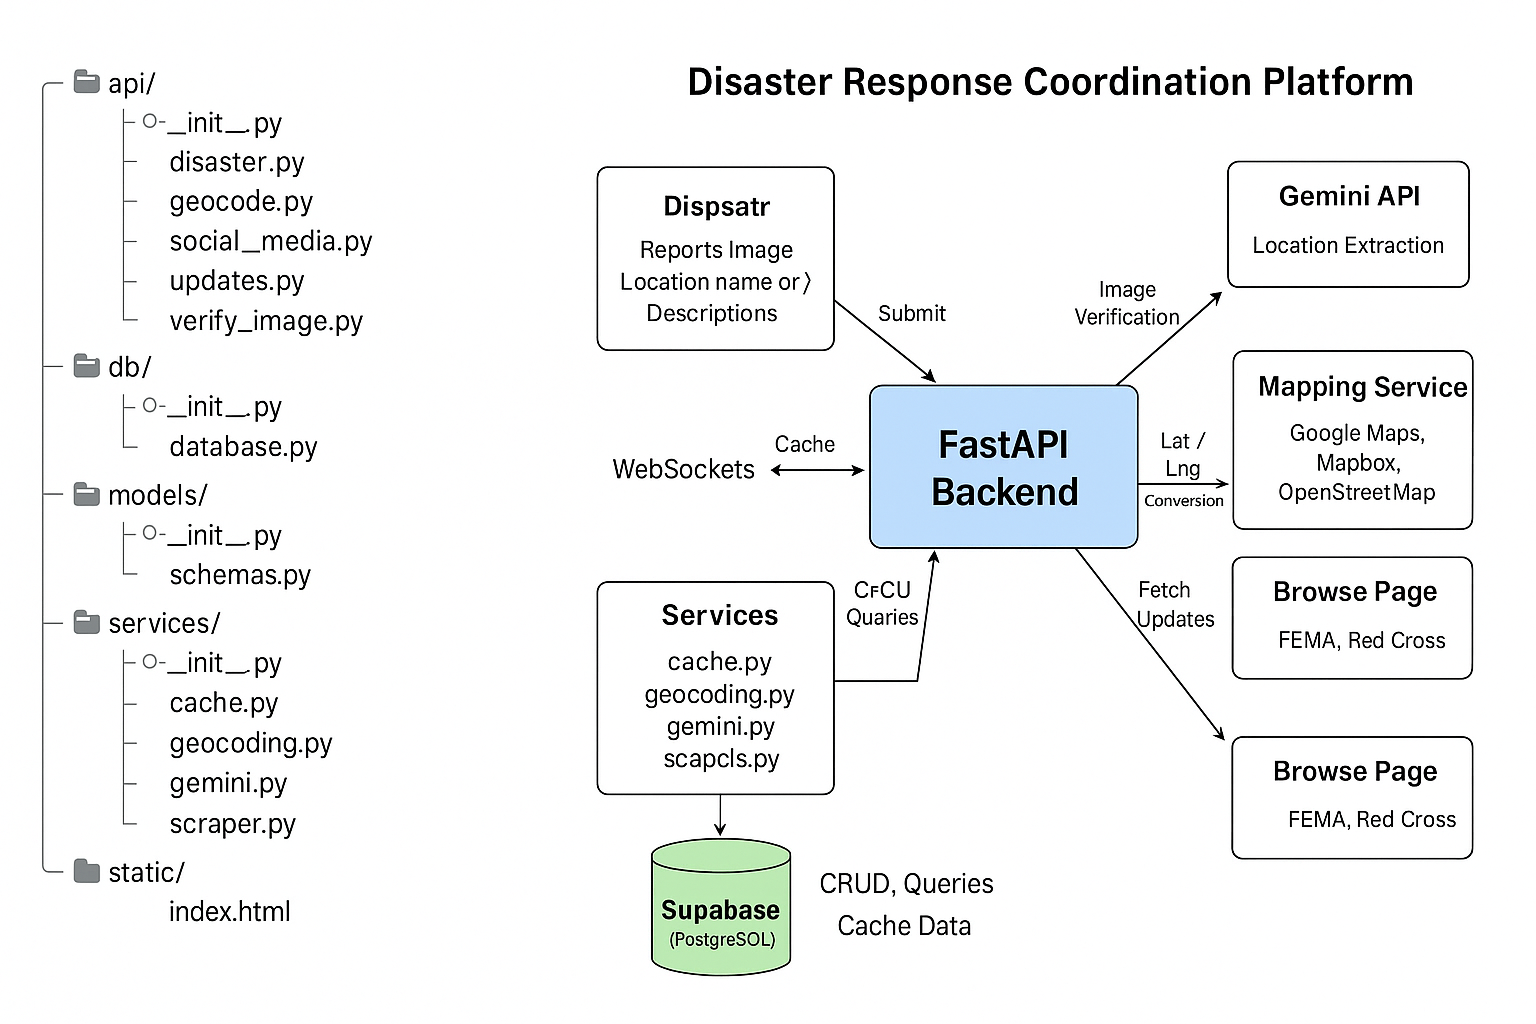 api/
__init__.py
disaster.py
geocode.py
social_media.py
updates.py
verify_image.py
db/
__init__.py
database.py
models/
__init__.py
schemas.py
services/
__init__.py
cache.py
geocoding.py
gemini.py
scraper.py
static/
index.html
Disaster Response Coordination Platform
Dispsatr
Reports Image
Location name or)
Descriptions
Submit
Image
Verification
Gemini API
Location Extraction
WebSockets
Cache
FastAPI
Backend
Lat /
Lng
Conversion
Mapping Service
Google Maps,
Mapbox,
OpenStreetMap
Services
cache.py
geocoding.py
gemini.py
scapcls.py
CFCU
Quaries
Fetch
Updates
Browse Page
FEMA, Red Cross
Browse Page
FEMA, Red Cross
Supabase
(PostgreSOL)
CRUD, Queries
Cache Data